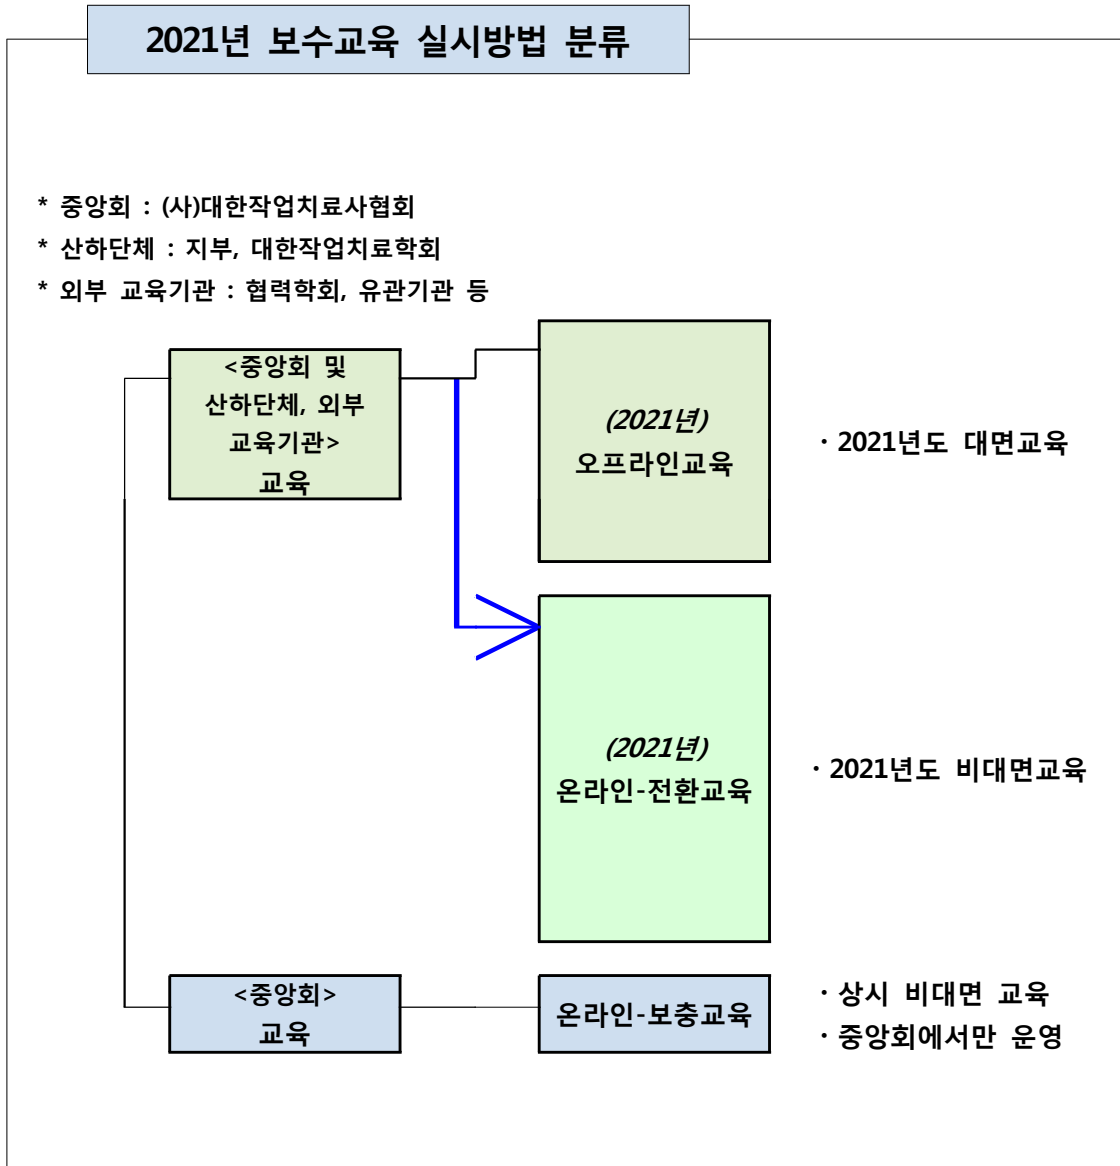 2021년 보수교육 실시방법 분류
* 중앙회 : (사)대한작업치료사협회
* 산하단체 : 지부, 대한작업치료학회
* 외부 교육기관 : 협력학회, 유관기관 등
<중앙회 및
산하단체, 외부
교육기관>
교육
(2021년)
오프라인교육
· 2021년도 대면교육
(2021년)
온라인-전환교육
· 2021년도 비대면교육
<중앙회>
교육
온라인-보충교육
· 상시 비대면 교육
· 중앙회에서만 운영